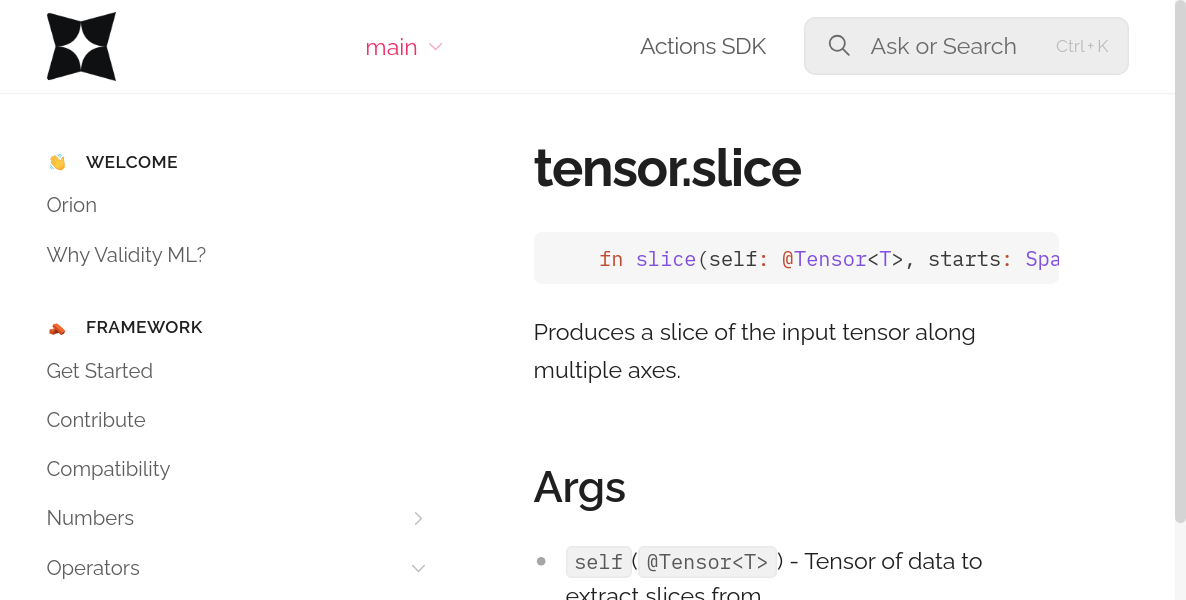 main
Actions SDK
Ask or Search
Ctrl + K
👋 WELCOME
Orion
Why Validity ML?
🧱 FRAMEWORK
Get Started
Contribute
Compatibility
Numbers
Operators
tensor.slice
fn slice(self: @Tensor<T>, starts: Spa
Produces a slice of the input tensor along
multiple axes.
Args
• self (@Tensor<T>) - Tensor of data to
extract slices from